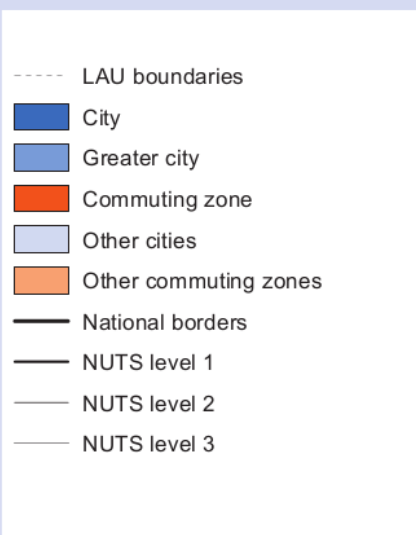 LAU boundaries
City
Greater city
Commuting zone
Other cities
Other commuting zones
National borders
NUTS level 1
NUTS level 2
NUTS level 3